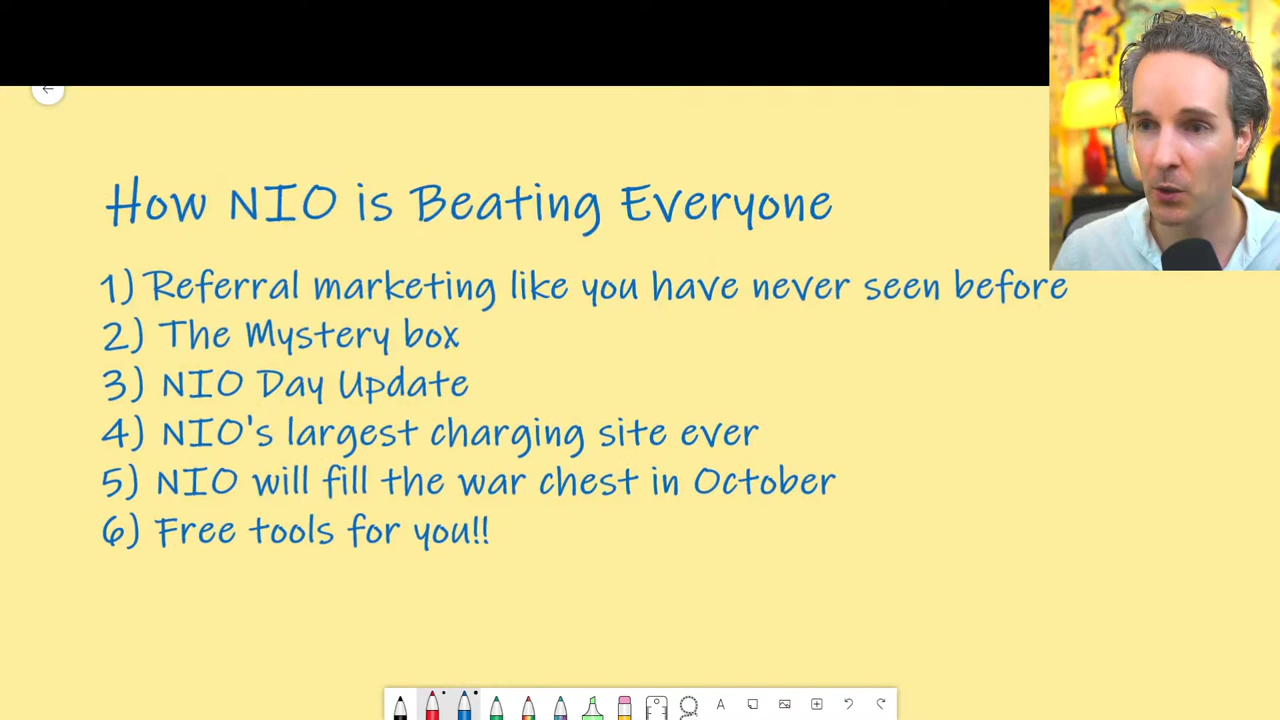 How NIO is Beating Everyone
1) Referral marketing like you have never seen before
2) The Mystery box
3) NIO Day Update
4) NIO's largest charging site ever
5) NIO will fill the war chest in October
6) Free tools for you!!
A